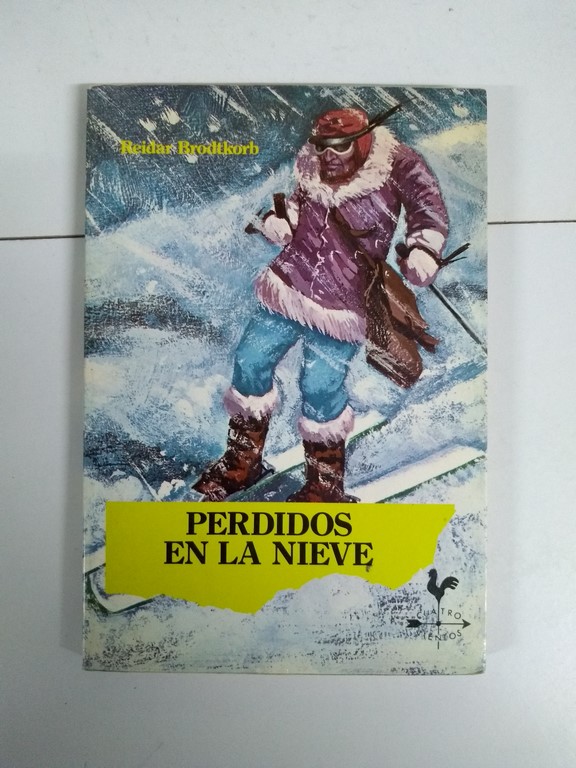 Reidar Brodtkorb
PERDIDOS
EN LA NIEVE
CUATRO
VIENTOS